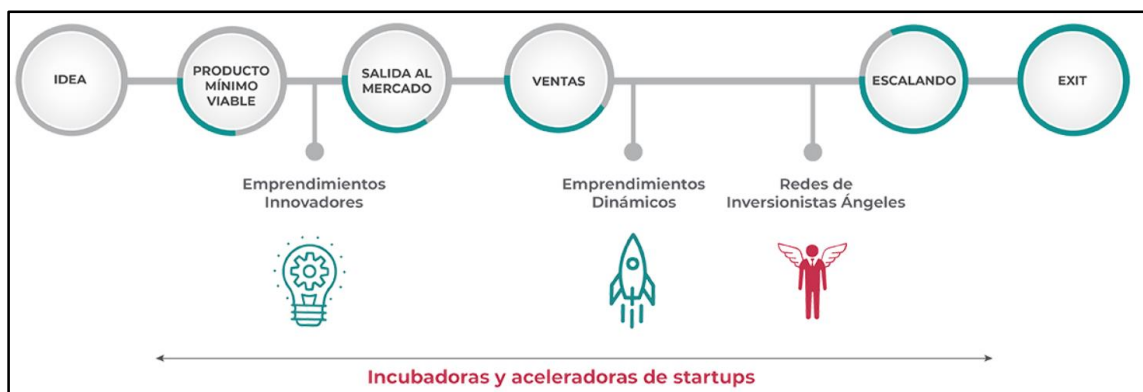 IDEA
PRODUCTO
MÍNIMO
VIABLE
SALIDA AL
MERCADO
VENTAS
ESCALANDO
EXIT
Emprendimientos
Innovadores
Emprendimientos
Dinámicos
Redes de
Inversionistas Ángeles
Incubadoras y aceleradoras de startups